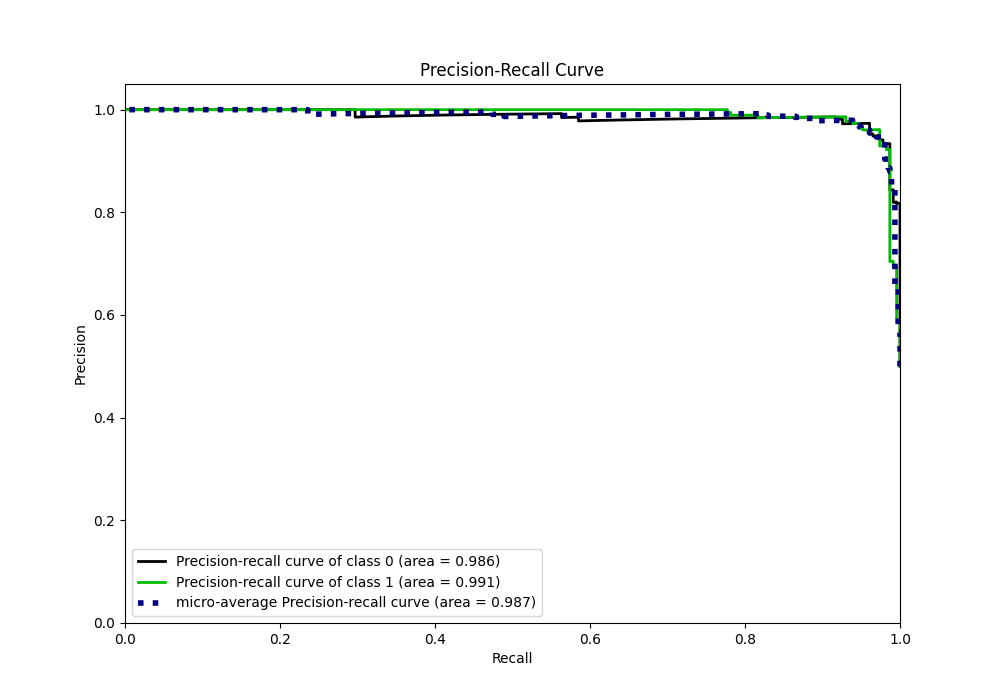 Precision-Recall Curve
1.0
0.8
0.6
0.4
0.2
0.0
Precision
Precision-recall curve of class 0 (area = 0.986)
Precision-recall curve of class 1 (area = 0.991)
micro-average Precision-recall curve (area = 0.987)
0.0 0.2 0.4 0.6 0.8 1.0
Recall